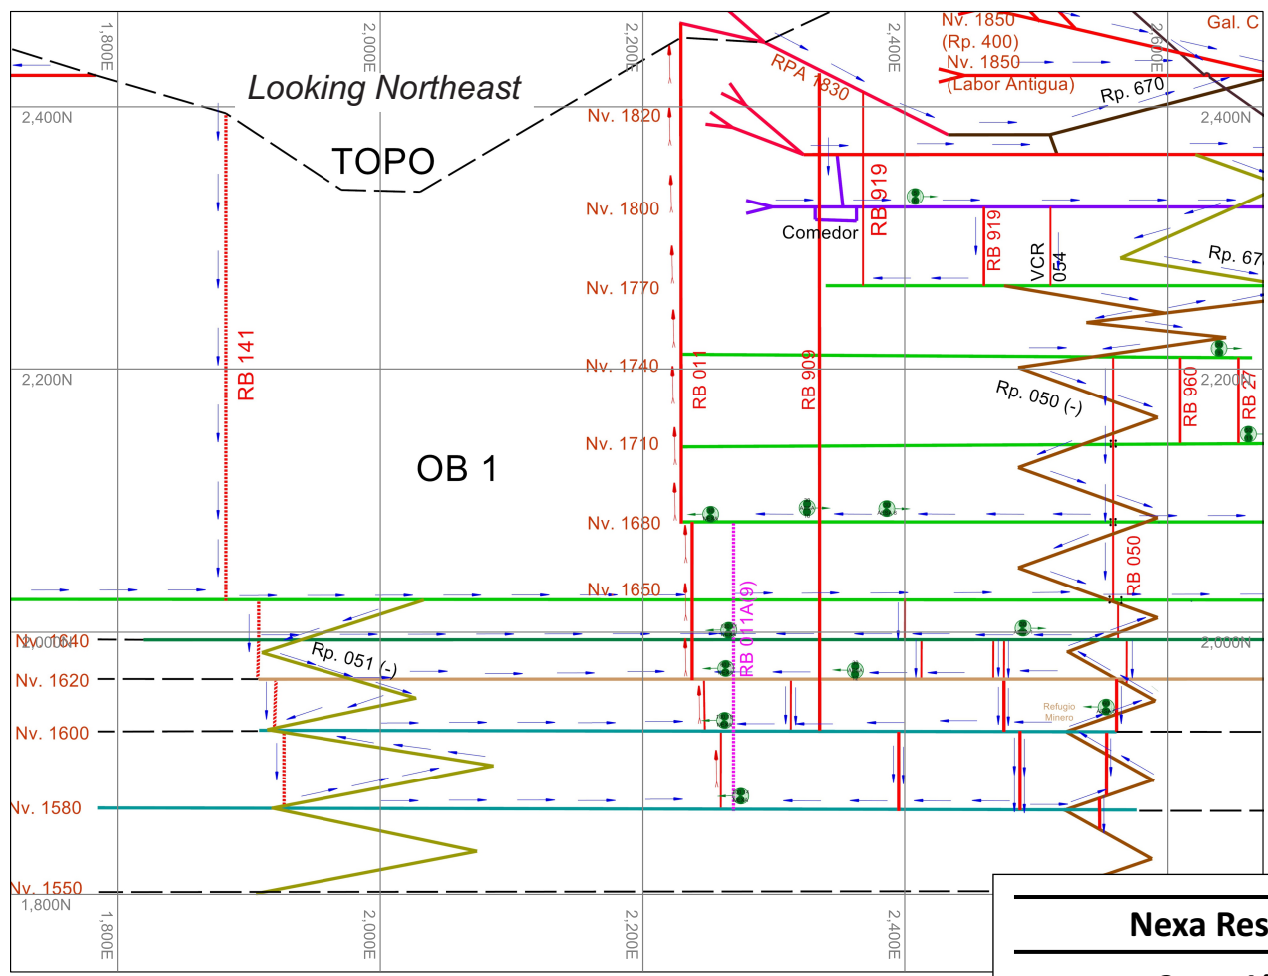 1,800E
2,000E
2,200E
2,400E
2,600E
Nv. 1850
(Rp. 400)
Nv. 1850
(Labor Antigua)
Gal. C
Looking Northeast
TOPO
RPA 1830
Rp. 670
2,400N
2,400N
Nv. 1820
Nv. 1800
Comedor
RB 919
RB 919
VCR
054
Rp. 67
Nv. 1770
Nv. 1740
RB 141
RB 011
RB 909
Rp. 050 (-)
RB 960
RB 27
2,200N
2,200N
Nv. 1710
OB 1
Nv. 1680
RB 050
Nv. 1650
RB 011A(9)
Nv. 1640
2,000N
2,000N
Rp. 051 (-)
Nv. 1620
Refugio
Minero
Nv. 1600
Nv. 1580
Nv. 1550
1,800N
1,800E
2,000E
2,200E
2,400E
Nexa Res